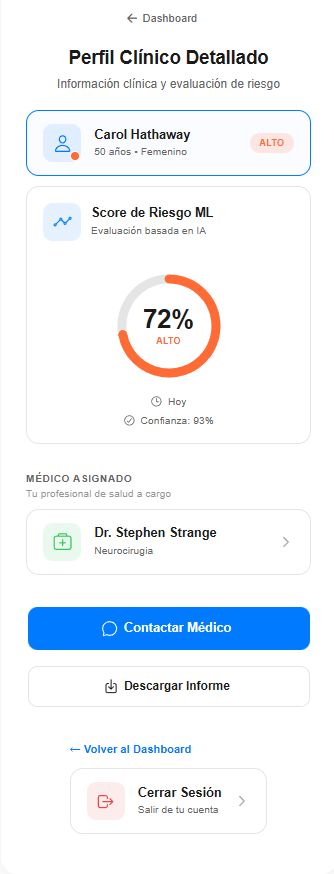 ← Dashboard
Perfil Clínico Detallado
Información clínica y evaluación de riesgo
Carol Hathaway
50 años • Femenino
ALTO
Score de Riesgo ML
Evaluación basada en IA
72%
ALTO
Hoy
Confianza: 93%
MÉDICO ASIGNADO
Tu profesional de salud a cargo
Dr. Stephen Strange
Neurocirugia
Contactar Médico
Descargar Informe
← Volver al Dashboard
Cerrar Sesión
Salir de tu cuenta